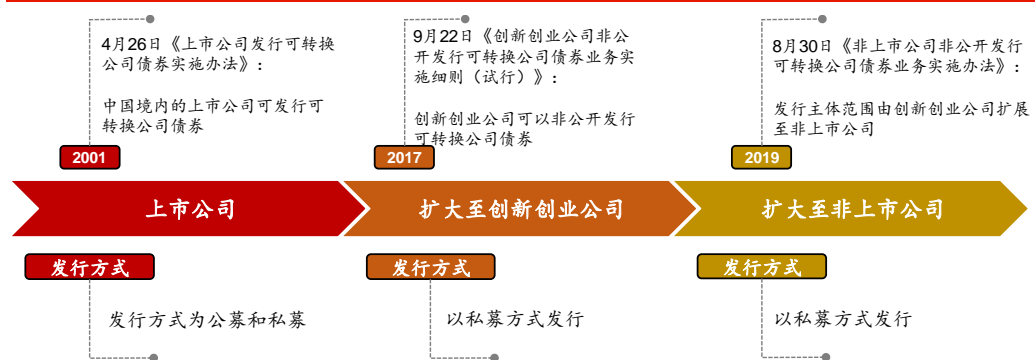 4月26日《上市公司发行可转换
公司债券实施办法》：
中国境内的上市公司可发行可
转换公司债券
2001
9月22日《创新创业公司非公
开发行可转换公司债券业务实
施细则（试行）》：
创新创业公司可以非公开发行
可转换公司债券
2017
8月30日《非上市公司非公开发行
可转换公司债券业务实施办法》：
发行主体范围由创新创业公司扩展
至非上市公司
2019
上市公司
扩大至创新创业公司
扩大至非上市公司
发行方式
发行方式
发行方式
发行方式为公募和私募
以私募方式发行
以私募方式发行